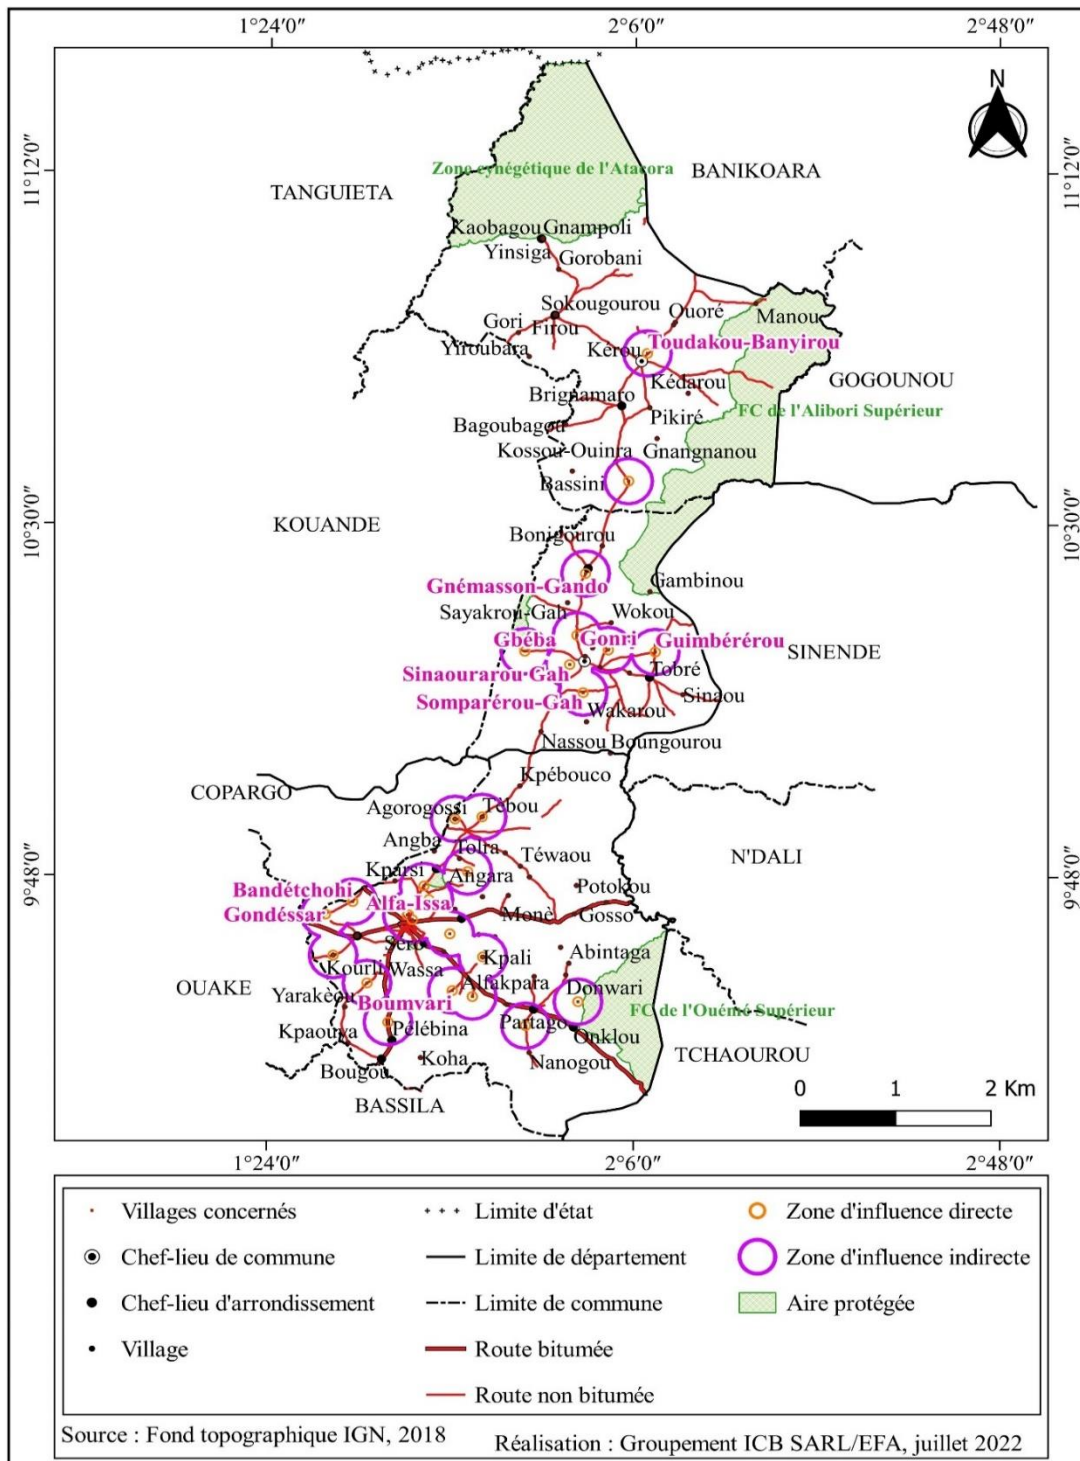 1°24'0"
2°6'0"
2°48'0"
N
11°12'0"
11°12'0"
Zone cynégétique de l'Atacora
BANIKOARA
TANGUIETA
Kaobagou Gnampoli
Yinsiga
Gorobani
Sokougourou
Ouoré
Manou
Gori
Firou
Yiroubara
Kérou
Toudakou-Banyirou
Kédarou
GOGOUNOU
Brignamaro
FC de l'Alibori Supérieur
Pikiré
Bagoubagou
Kossou-Ouinra
Gnangnanou
Bassini
10°30'0"
10°30'0"
KOUANDE
Bonigourou
Gnémasson-Gando
Gambinou
Sayakrou-Gah
Wokou
Gbéba
Gonri
Guimbérérou
SINENDE
Sinaourarou-Gah
Tobré
Somparérou-Gah
Sinaou
Wakarou
Nassou
Boungourou
Kpébouco
COPARGO
Agorogossi
Tébou
Angba
Tolra
Téwaou
N'DALI
Kparsi
Angara
9°48'0"
9°48'0"
Bandétchohi
Potokou
Gondéssar
Alfa-Issa
Monè
Gosso
Séro
Abintaga
Kourli
Wassa
Kpali
OUAKE
Yarakéou
Alfakpara
Donwari
Boumvari
FC de l'Ouémé Supérieur
Kpaouya
Pélébina
Partago
Onklou
TCHAOUROU
Bougou
Koha
Nanogou
BASSILA
0 1 2 Km
1°24'0"
2°6'0"
2°48'0"
Villages concernés
Limite d'état
Zone d'influence directe
Chef-lieu de commune
Limite de département
Zone d'influence indirecte
Chef-lieu d'arrondissement
Limite de commune
Aire protégée
Village
Route bitumée
Route non bitumée
Source : Fond topographique IGN, 2018
Réalisation : Groupement ICB SARL/EFA, juillet 2022